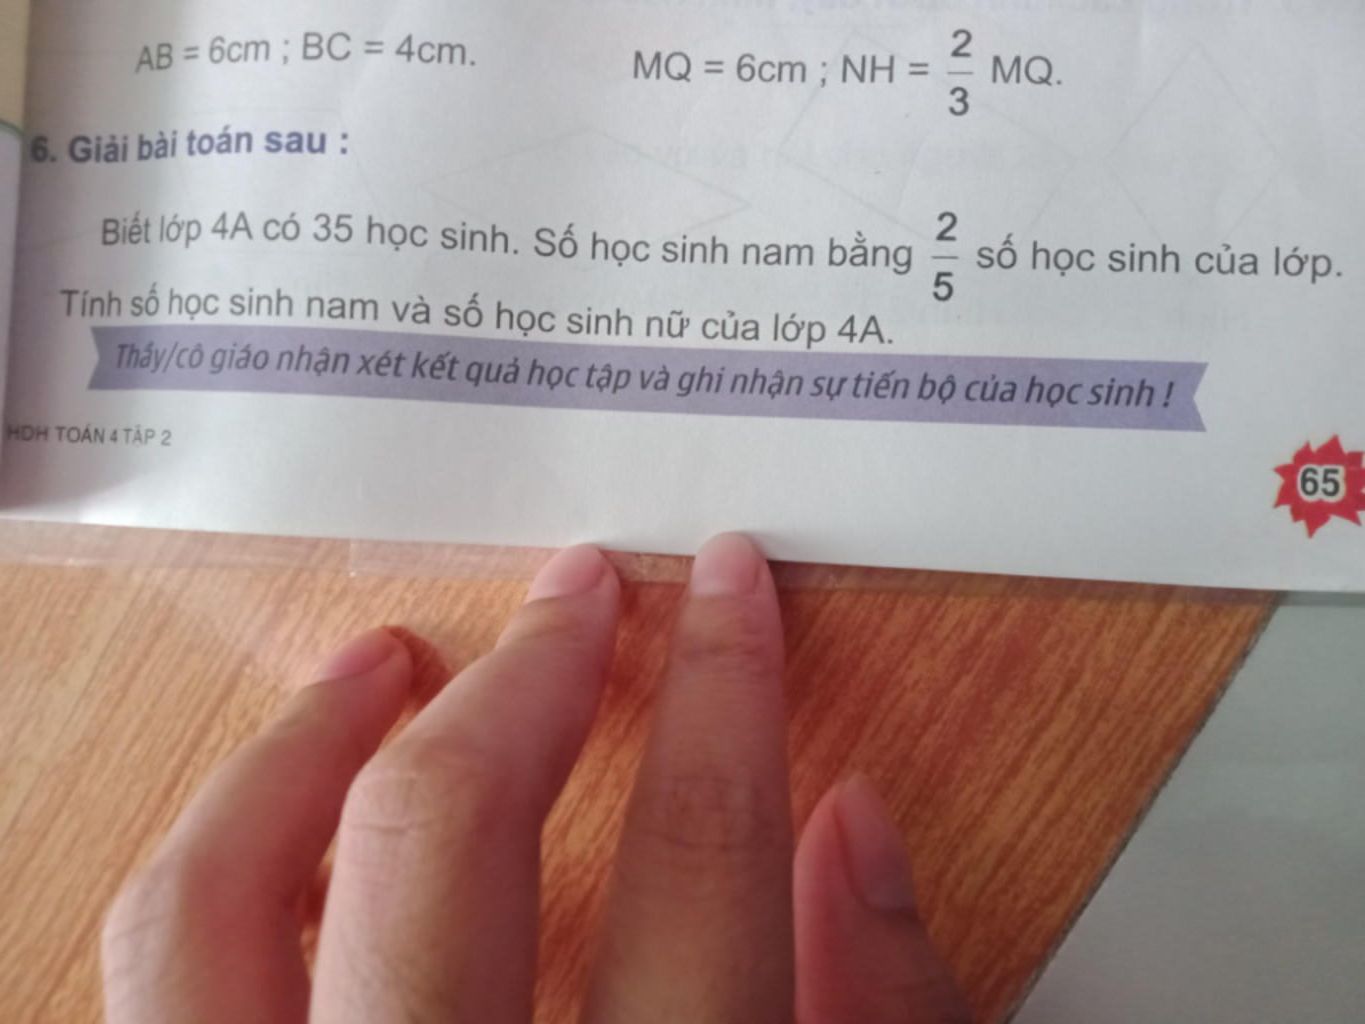 AB = 6cm ; BC = 4cm.
MQ = 6cm ; NH = 2/3 MQ.
6. Giải bài toán sau :
Biết lớp 4A có 35 học sinh. Số học sinh nam bằng 2/5 số học sinh của lớp.
Tính số học sinh nam và số học sinh nữ của lớp 4A.
Thầy/cô giáo nhận xét kết quả học tập và ghi nhận sự tiến bộ của học sinh !
HDH TOÁN 4 TẬP 2
65